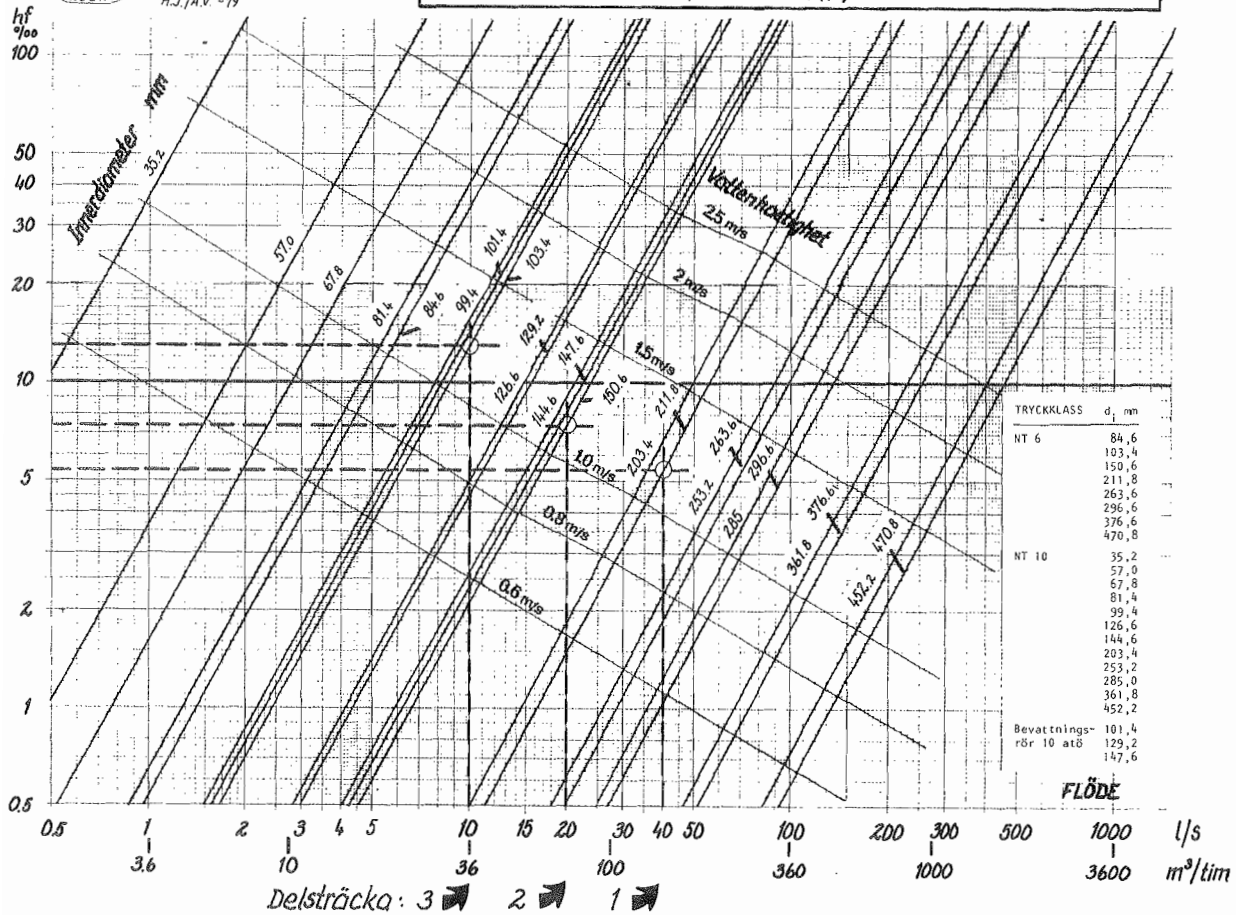 H.J./A.V. -79
hf
‰
100
50
40
30
20
10
5
2
1
0.5
Innerdiameter mm
35.2
57.0
67.8
81.4
84.6
99.4
101.4
103.4
126.6
129.2
144.6
147.6
150.6
203.4
211.8
253.2
263.6
285
296.6
361.8
376.6
452.2
470.8
Vattenhastighet
2.5 m/s
2 m/s
1.5 m/s
1.0 m/s
0.8 m/s
0.6 m/s
TRYCKKLASS di mm
NT 6 84,6
103,4
150,6
211,8
263,6
296,6
376,6
470,8
NT 10 35,2
57,0
67,8
81,4
99,4
126,6
144,6
203,4
253,2
285,0
361,8
452,2
Bevattnings- 101,4
rör 10 atö 129,2
147,6
FLÖDE
0.5 1 2 3 4 5 10 15 20 30 40 50 100 200 300 500 1000 l/s
3.6 10 36 100 360 1000 3600 m³/tim
Delsträcka: 3 2 1